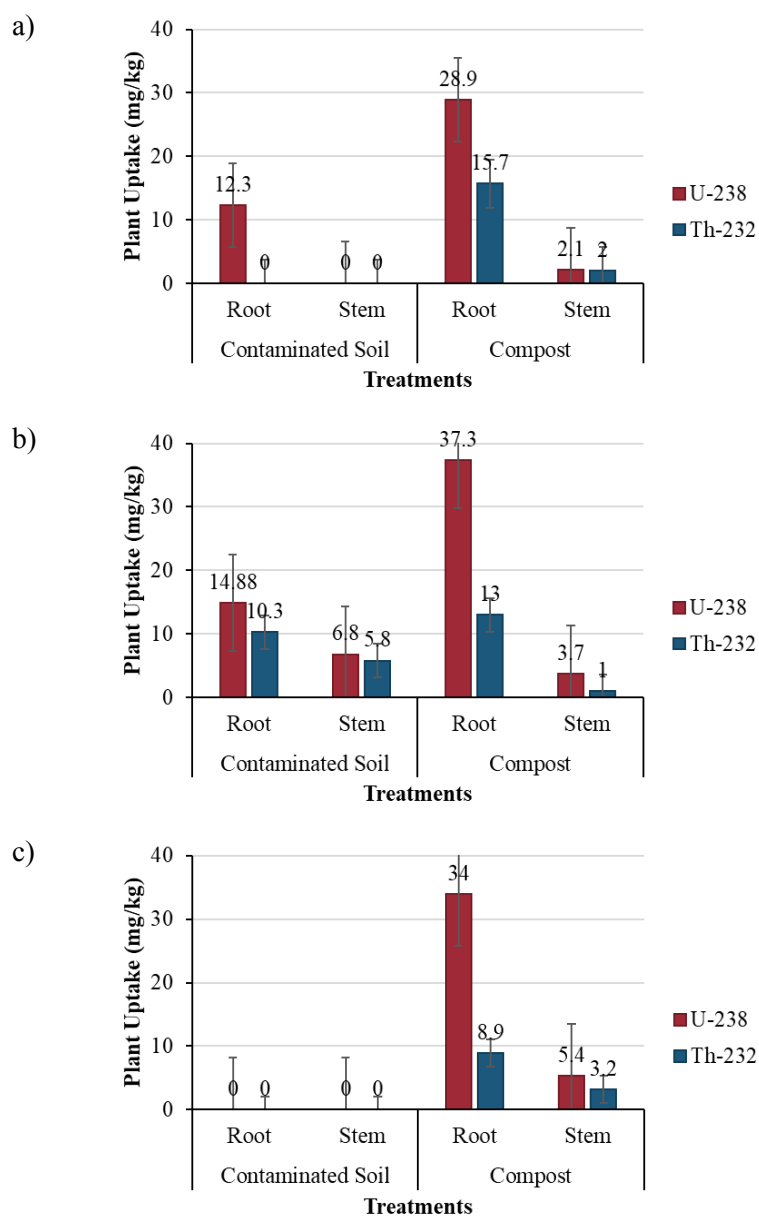 a)
Plant Uptake (mg/kg)
40
30
20
10
0
12.3
0
0
0
28.9
15.7
2.1
2
Root
Stem
Root
Stem
Contaminated Soil
Compost
Treatments
U-238
Th-232
b)
Plant Uptake (mg/kg)
40
30
20
10
0
14.88
10.3
6.8
5.8
37.3
13
3.7
1
Root
Stem
Root
Stem
Contaminated Soil
Compost
Treatments
U-238
Th-232
c)
Plant Uptake (mg/kg)
40
30
20
10
0
0
0
0
0
34
8.9
5.4
3.2
Root
Stem
Root
Stem
Contaminated Soil
Compost
Treatments
U-238
Th-232